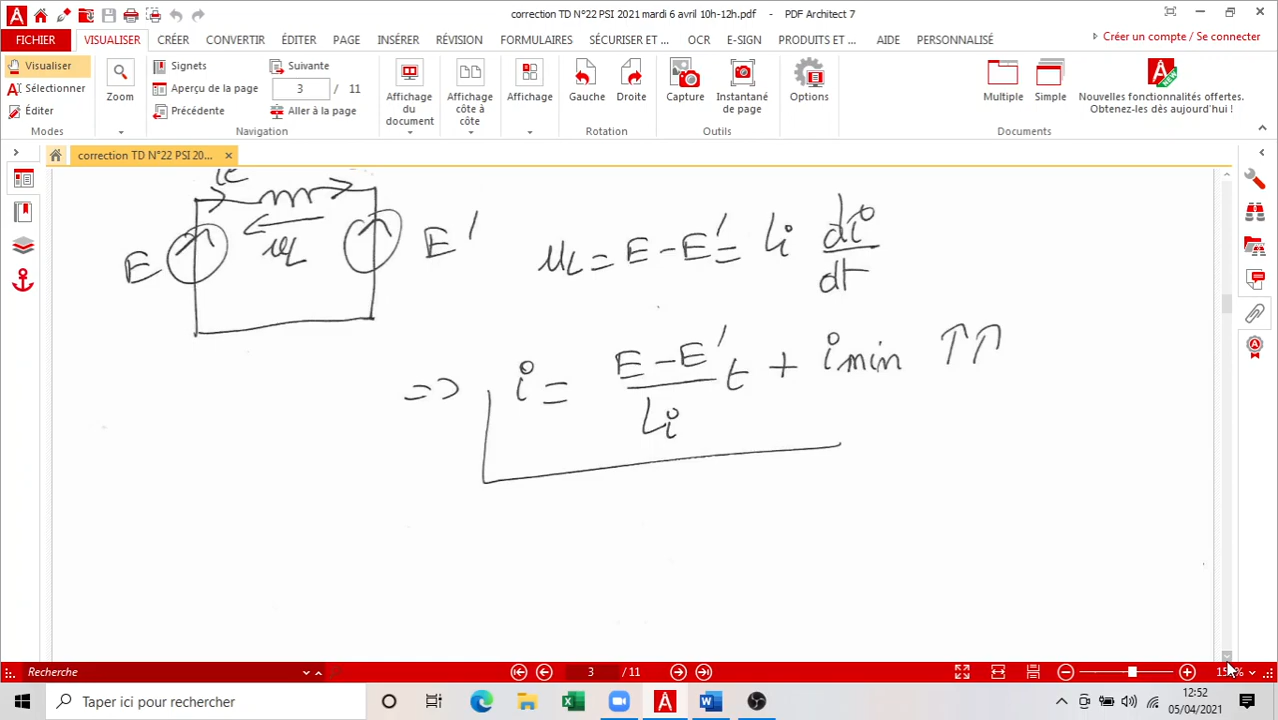 correction TD N°22 PSI 2021 mardi 6 avril 10h-12h.pdf - PDF Architect 7
FICHIER VISUALISER CRÉER CONVERTIR ÉDITER PAGE INSÉRER RÉVISION FORMULAIRES SÉCURISER ET ... OCR E-SIGN PRODUITS ET ... AIDE PERSONNALISÉ Créer un compte / Se connecter
Visualiser
Sélectionner
Éditer
Modes
Zoom
Signets
Aperçu de la page
Précédente
Suivante
3 / 11
Aller à la page
Navigation
Affichage du document
Affichage côte à côte
Affichage
Gauche
Droite
Rotation
Capture
Instantané de page
Outils
Options
Multiple
Simple
Documents
Nouvelles fonctionnalités offertes.
Obtenez-les dès aujourd'hui !
correction TD N°22 PSI 20...
E
uL
E'
uL = E - E' = Li di/dt
=> i = E - E'/Li t + i min ↑↑
Recherche
3 / 11
Taper ici pour rechercher
12:52
05/04/2021